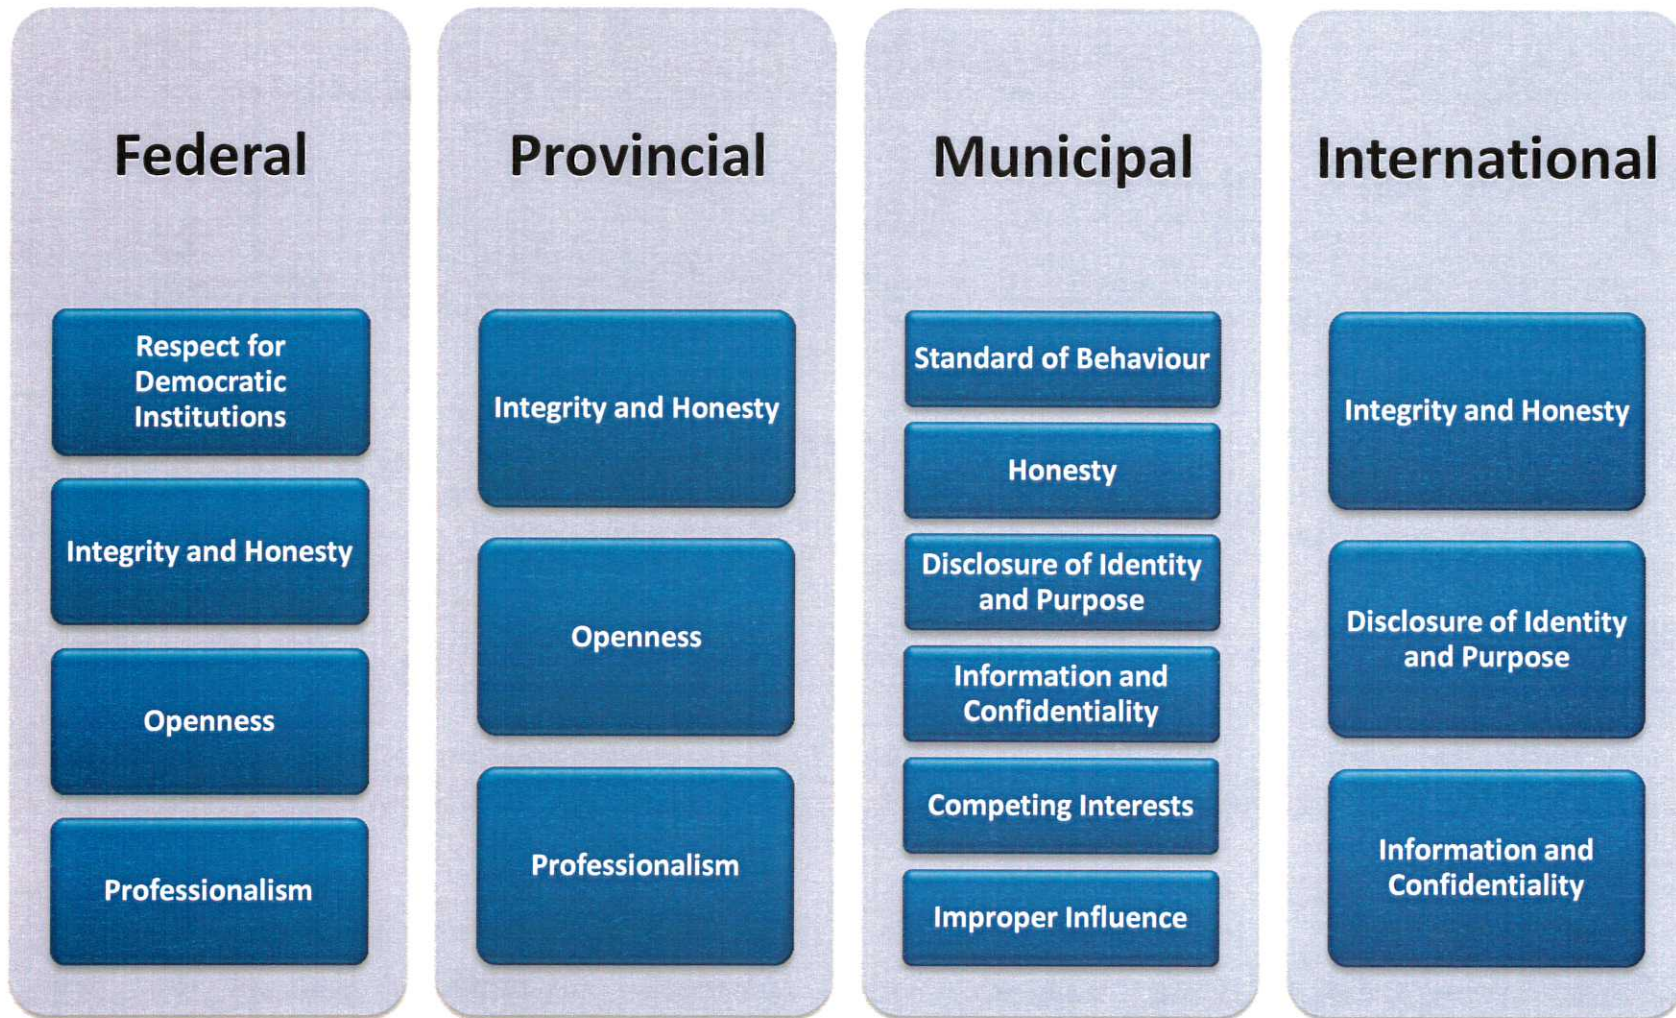 Federal
Respect for
Democratic
Institutions
Integrity and Honesty
Openness
Professionalism
Provincial
Integrity and Honesty
Openness
Professionalism
Municipal
Standard of Behaviour
Honesty
Disclosure of Identity
and Purpose
Information and
Confidentiality
Competing Interests
Improper Influence
International
Integrity and Honesty
Disclosure of Identity
and Purpose
Information and
Confidentiality